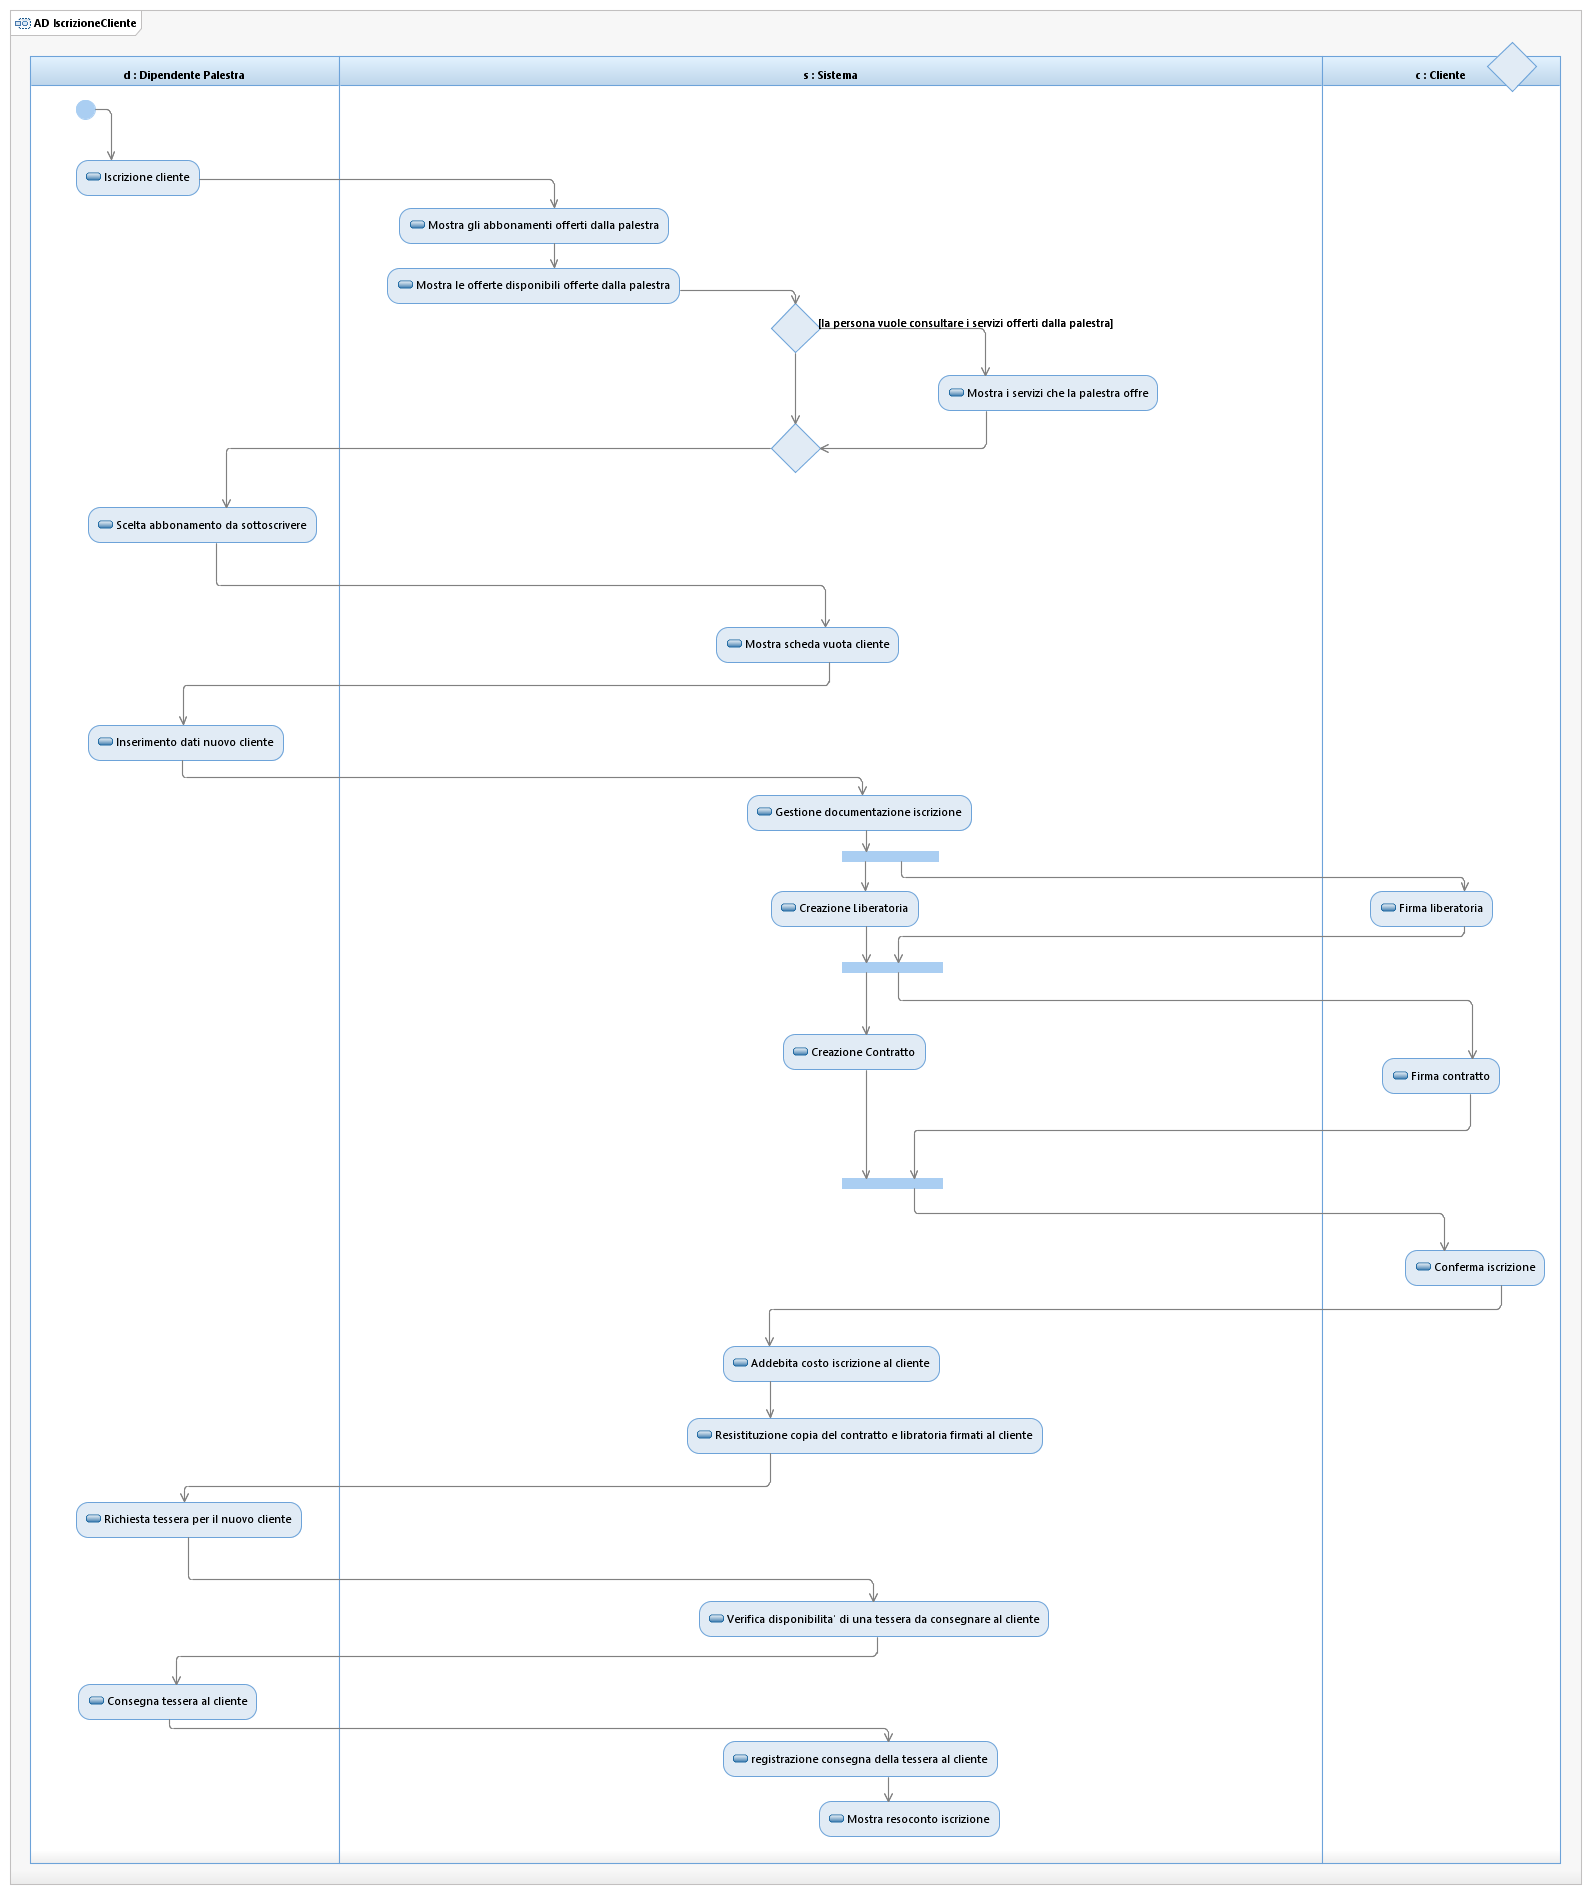 AD IscrizioneCliente
d : Dipendente Palestra
s : Sistema
c : Cliente
Iscrizione cliente
Mostra gli abbonamenti offerti dalla palestra
Mostra le offerte disponibili offerte dalla palestra
[la persona vuole consultare i servizi offerti dalla palestra]
Mostra i servizi che la palestra offre
Scelta abbonamento da sottoscrivere
Mostra scheda vuota cliente
Inserimento dati nuovo cliente
Gestione documentazione iscrizione
Creazione Liberatoria
Firma liberatoria
Creazione Contratto
Firma contratto
Conferma iscrizione
Addebita costo iscrizione al cliente
Resistituzione copia del contratto e libratoria firmati al cliente
Richiesta tessera per il nuovo cliente
Verifica disponibilita' di una tessera da consegnare al cliente
Consegna tessera al cliente
registrazione consegna della tessera al cliente
Mostra resoconto iscrizione